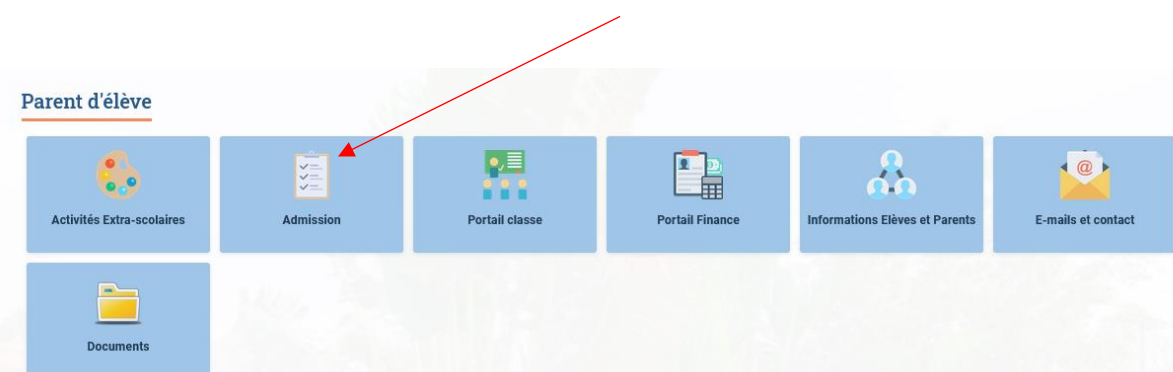 Parent d'élève
Activités Extra-scolaires
Admission
Portail classe
Portail Finance
Informations Elèves et Parents
E-mails et contact
@
Documents